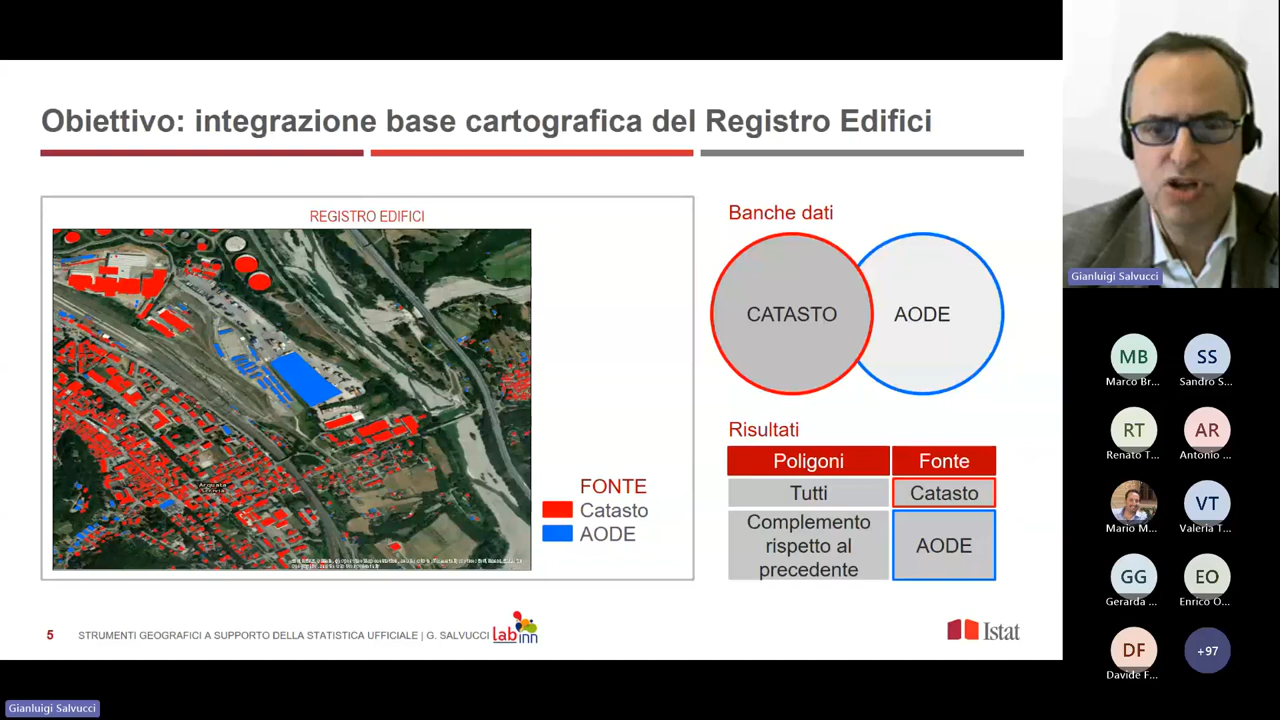 Obiettivo: integrazione base cartografica del Registro Edifici
REGISTRO EDIFICI
Arquata
Scrivia
FONTE
Catasto
AODE
Banche dati
CATASTO
AODE
Risultati
Poligoni
Fonte
Tutti
Catasto
Complemento
rispetto al
precedente
AODE
5
STRUMENTI GEOGRAFICI A SUPPORTO DELLA STATISTICA UFFICIALE | G. SALVUCCI
lab inn
Istat
Gianluigi Salvucci
MB
Marco Br...
SS
Sandro S...
RT
Renato T...
AR
Antonio ...
Mario M...
VT
Valeria T...
GG
Gerarda ...
EO
Enrico O...
DF
Davide F...
+97
Gianluigi Salvucci